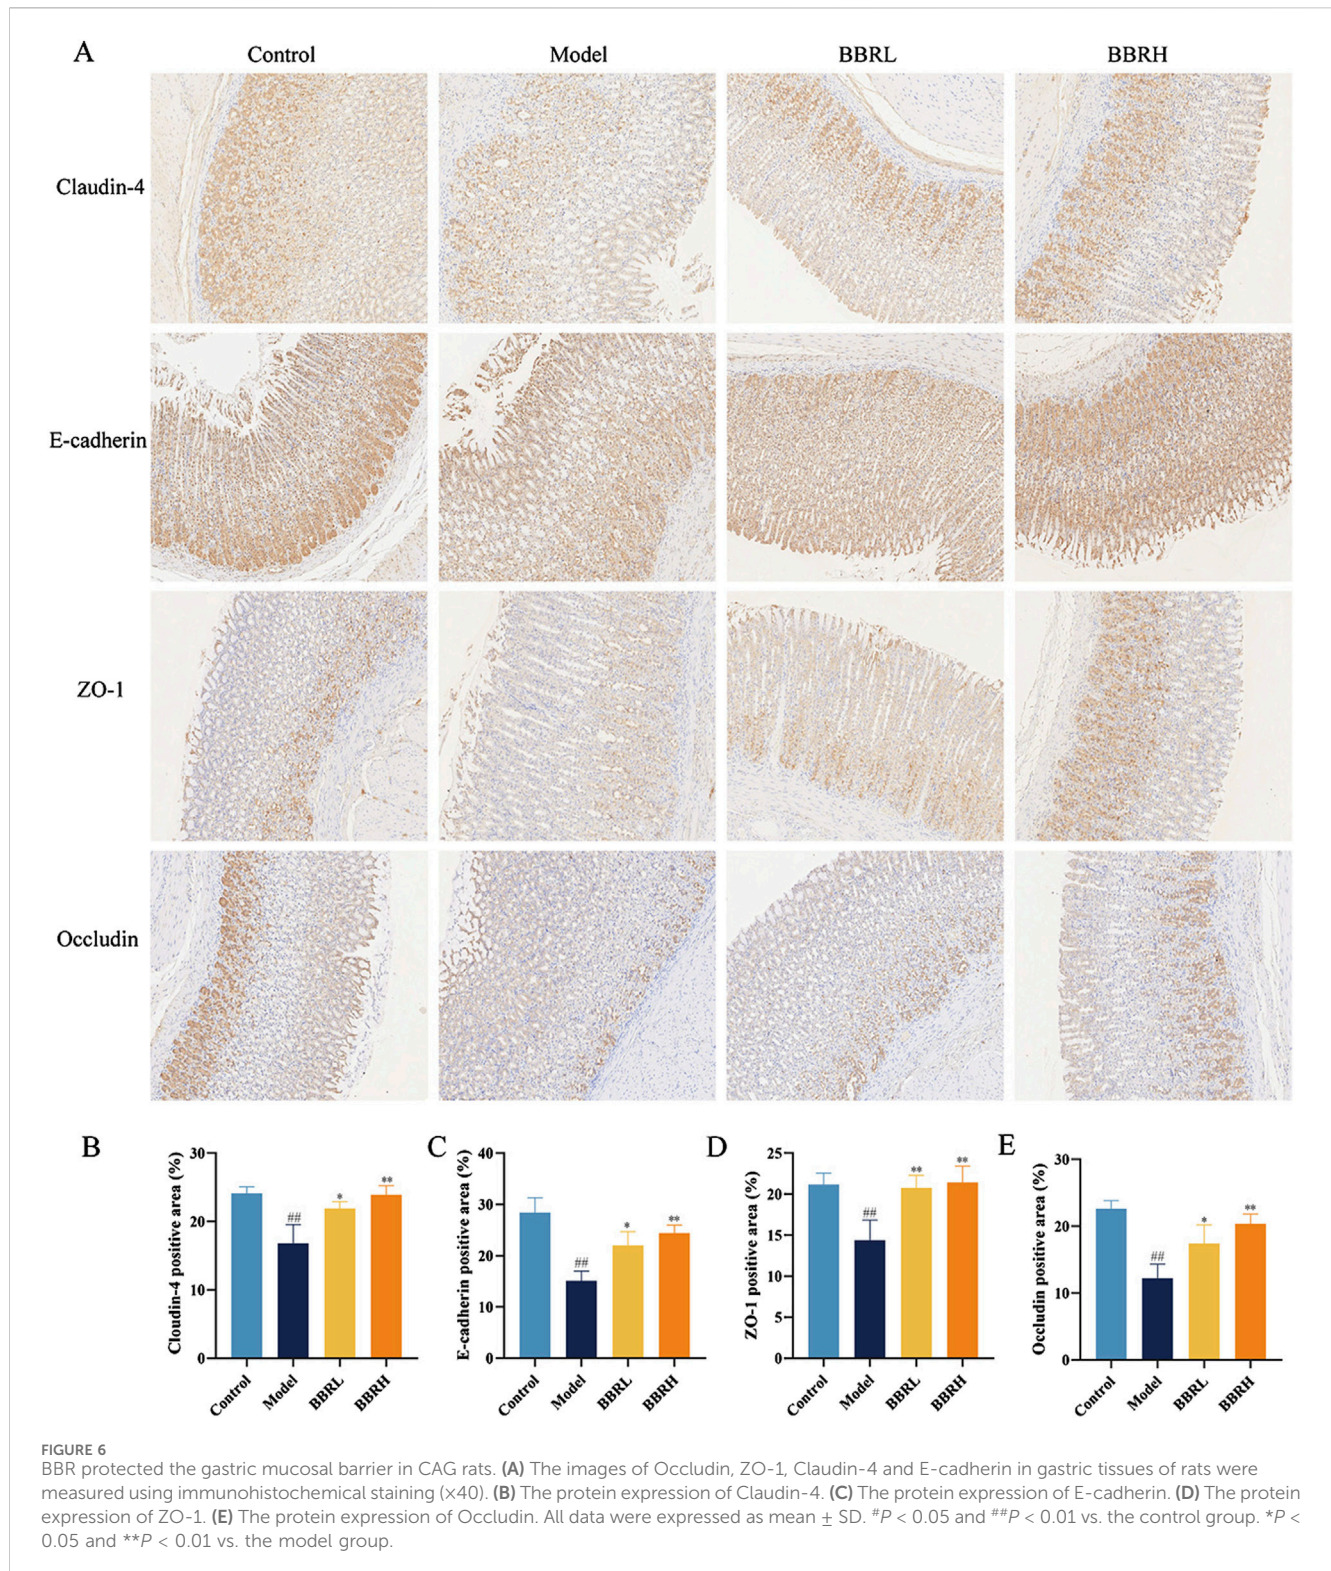 A
Control
Model
BBRL
BBRH
Claudin-4
E-cadherin
ZO-1
Occludin
B
Cloudin-4 positive area (%)
30
20
10
0
##
*
**
Control
Model
BBRL
BBRH
C
E-cadherin positive area (%)
40
30
20
10
0
##
*
**
Control
Model
BBRL
BBRH
D
ZO-1 positive area (%)
25
20
15
10
5
0
##
**
**
Control
Model
BBRL
BBRH
E
Occludin positive area (%)
30
20
10
0
##
*
**
Control
Model
BBRL
BBRH
FIGURE 6
BBR protected the gastric mucosal barrier in CAG rats. (A) The images of Occludin, ZO-1, Claudin-4 and E-cadherin in gastric tissues of rats were
measured using immunohistochemical staining (×40). (B) The protein expression of Claudin-4. (C) The protein expression of E-cadherin. (D) The protein
expression of ZO-1. (E) The protein expression of Occludin. All data were expressed as mean ± SD. #P < 0.05 and ##P < 0.01 vs. the control group. *P <
0.05 and **P < 0.01 vs. the model group.